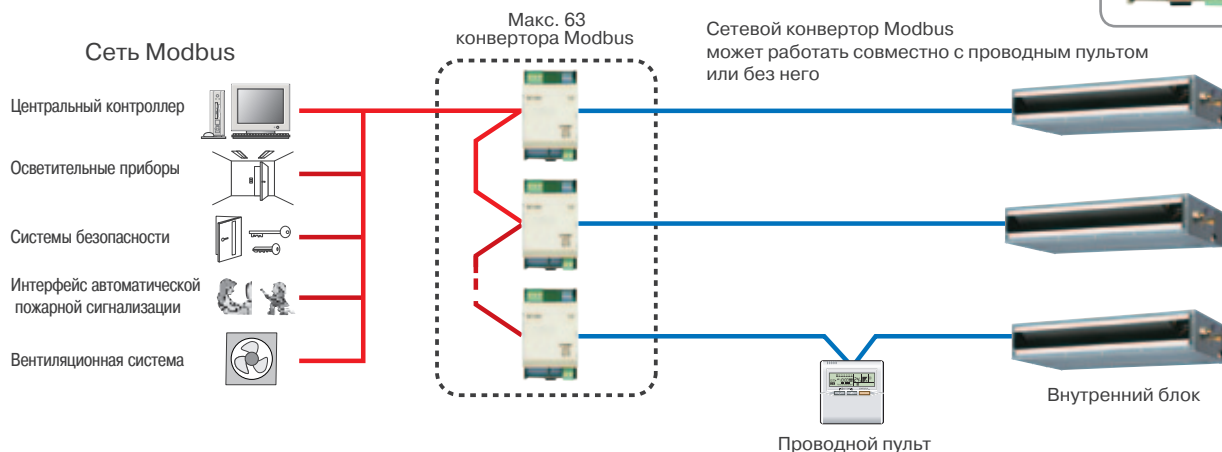 Сеть Modbus
Макс. 63
конвертора Modbus
Сетевой конвертор Modbus
может работать совместно с проводным пультом
или без него
Центральный контроллер
Осветительные приборы
Системы безопасности
Интерфейс автоматической
пожарной сигнализации
Вентиляционная система
Внутренний блок
Проводной пульт